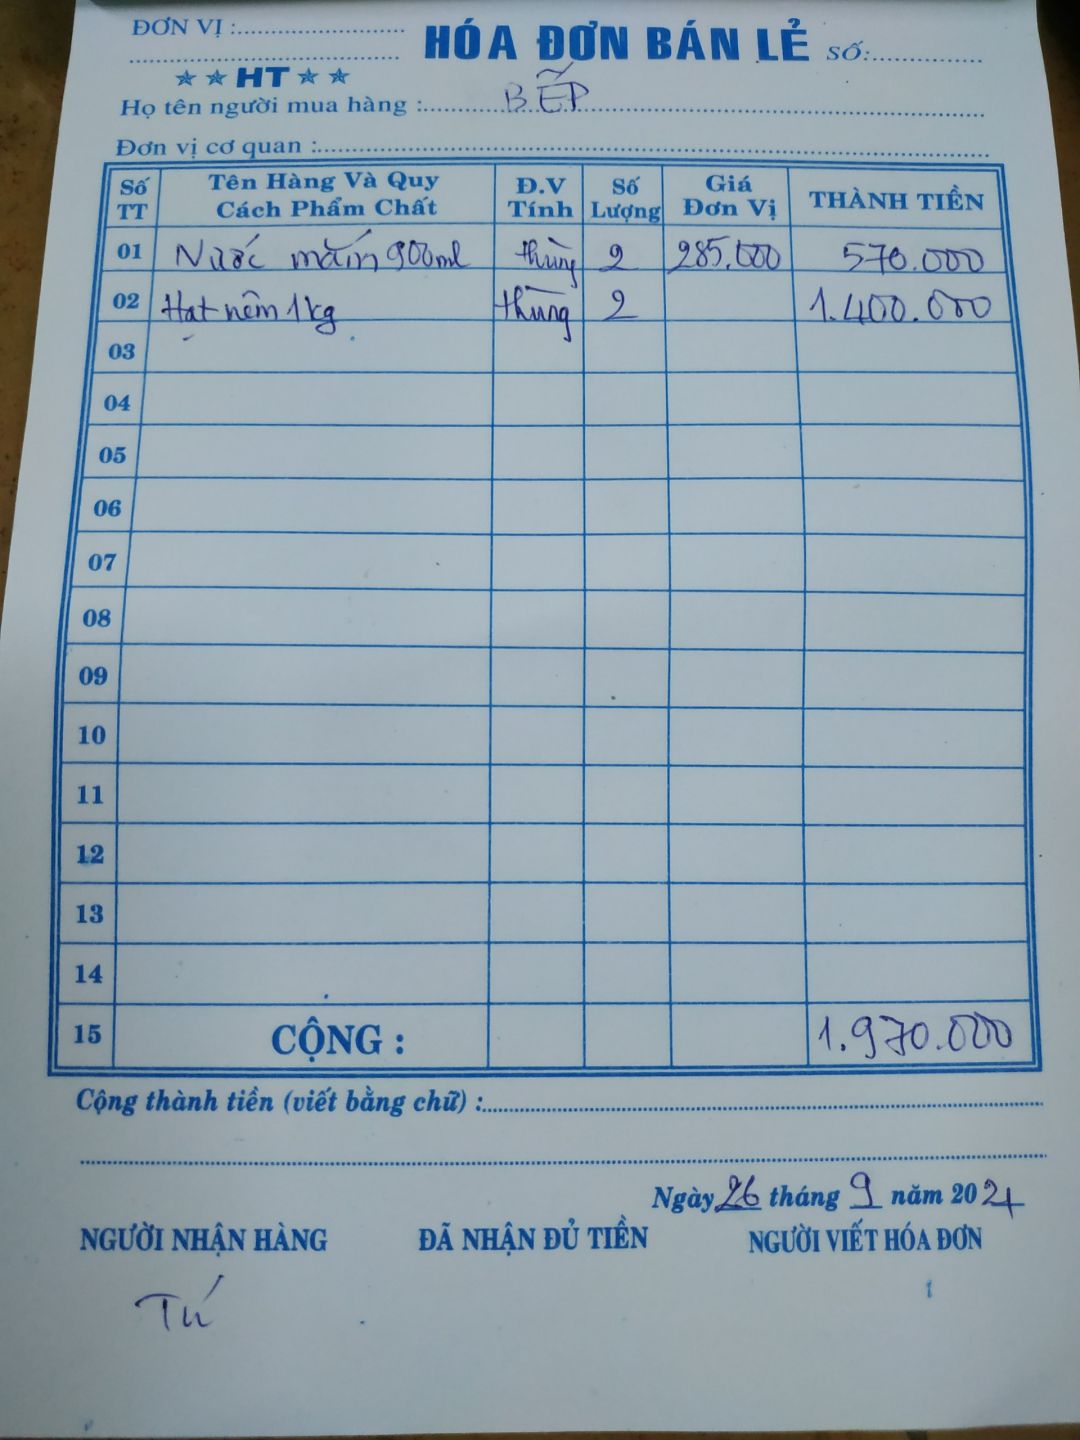 ĐƠN VỊ :.............................. HÓA ĐƠN BÁN LẺ SỐ:................
★ ★ HT ★ ★
Họ tên người mua hàng : BẾP
Đơn vị cơ quan :
Số TT Tên Hàng Và Quy Cách Phẩm Chất Đ.V Tính Số Lượng Giá Đơn Vị THÀNH TIỀN
01 Nước mắm 900ml thùng 2 285.000 570.000
02 Hạt nêm 1kg thùng 2 1.400.000
03
04
05
06
07
08
09
10
11
12
13
14
15 CỘNG : 1.970.000
Cộng thành tiền (viết bằng chữ) :
Ngày 26 tháng 9 năm 2024
NGƯỜI NHẬN HÀNG ĐÃ NHẬN ĐỦ TIỀN NGƯỜI VIẾT HÓA ĐƠN
Tú